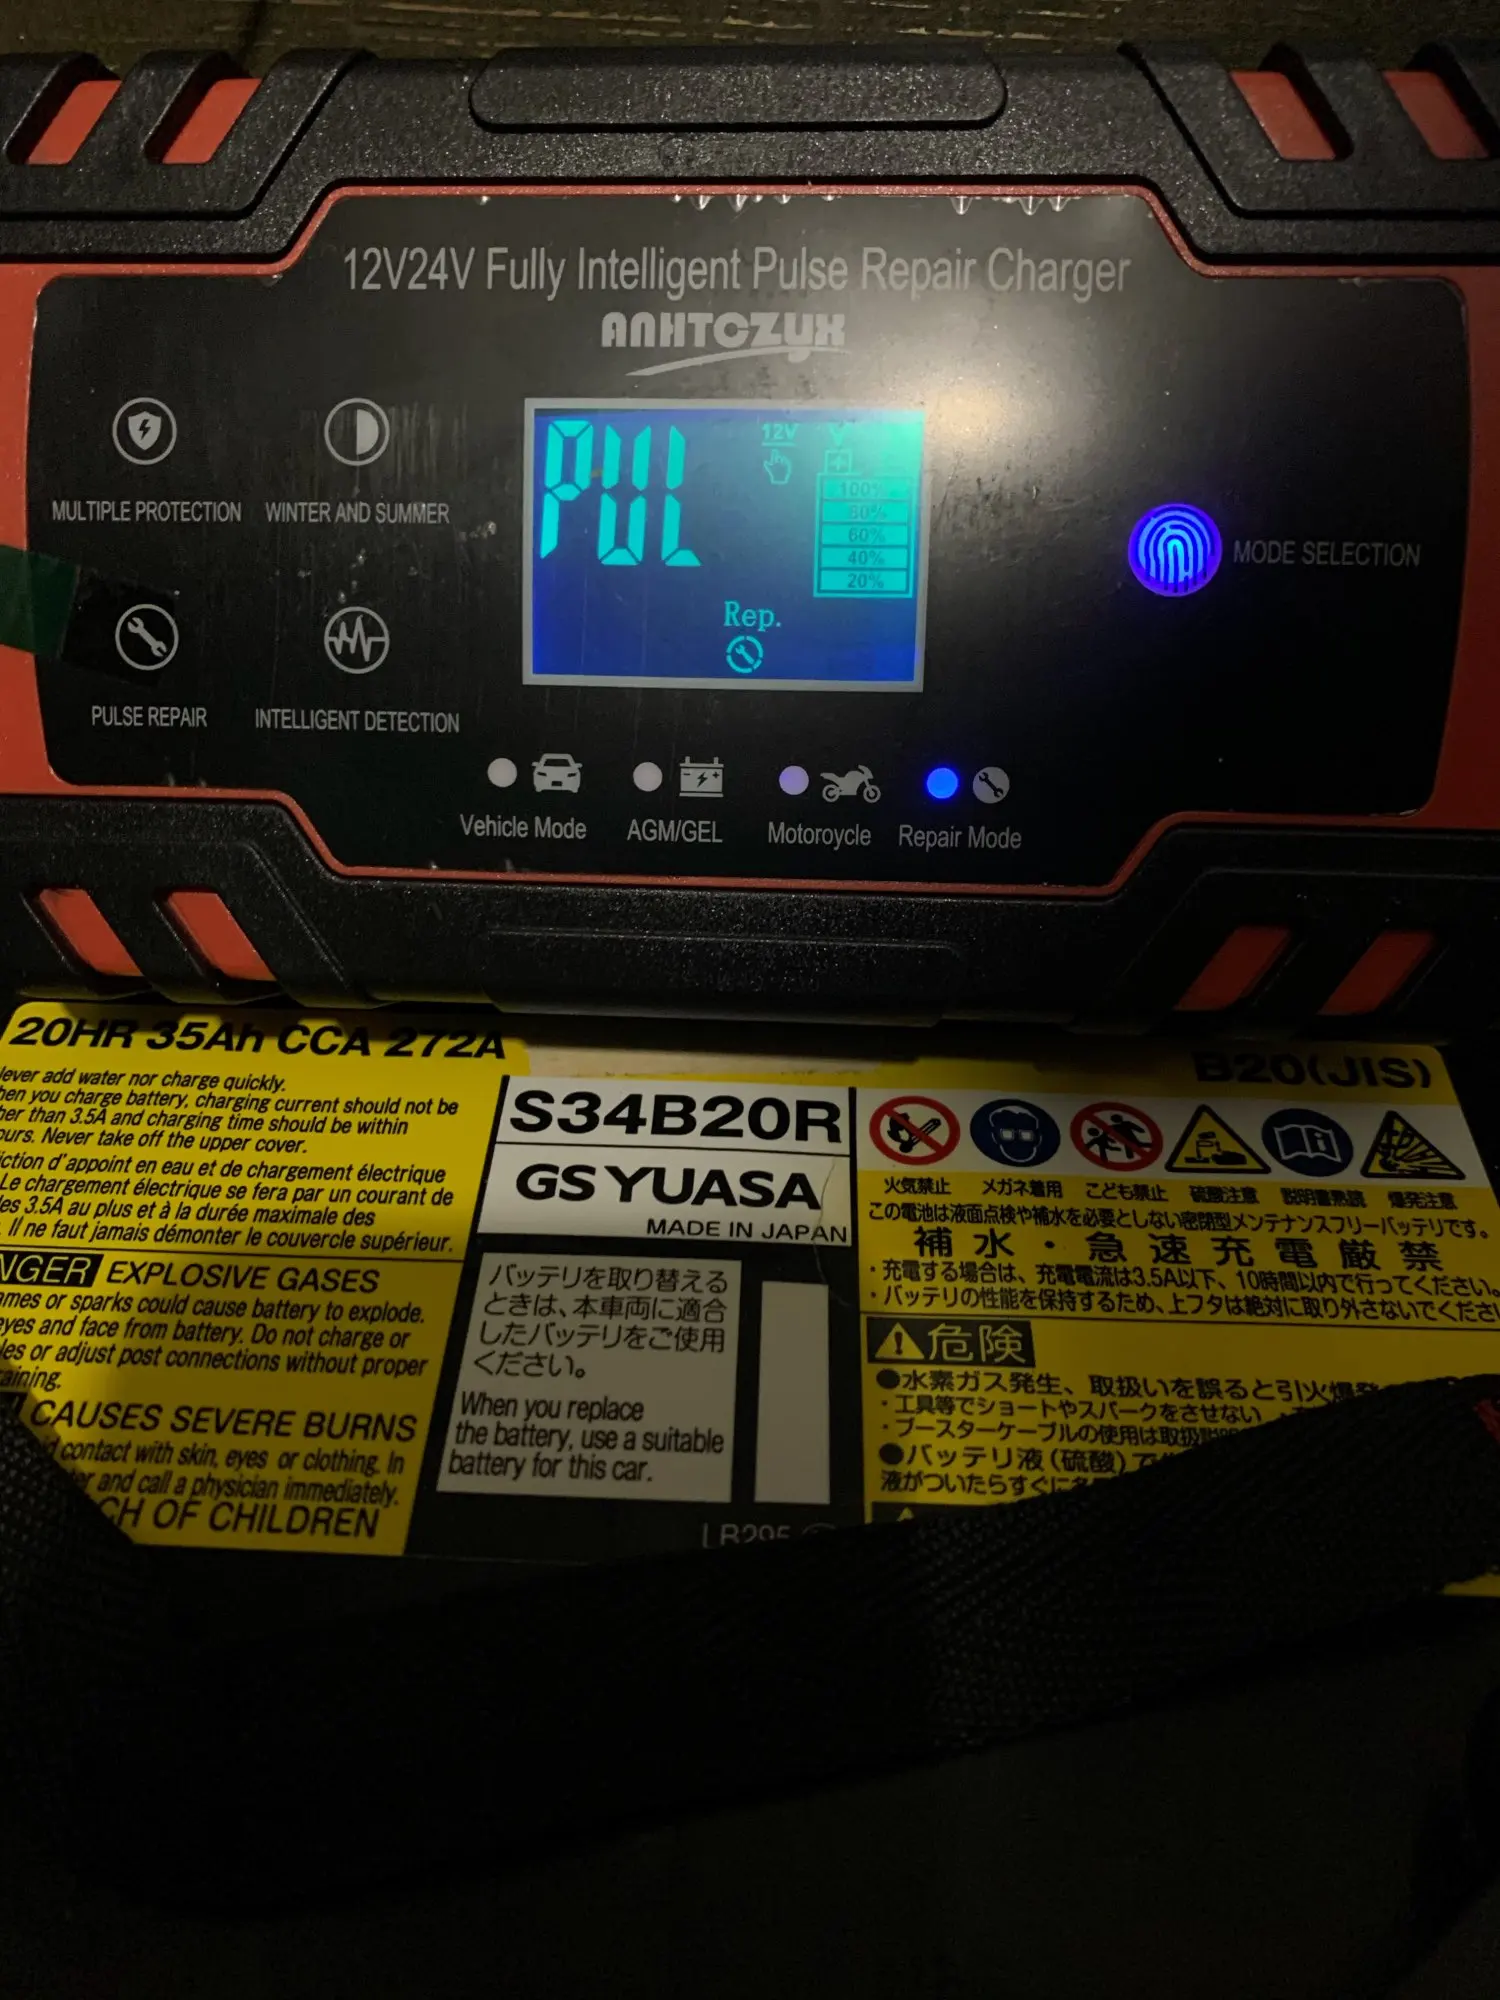 12V24V Fully Intelligent Pulse Repair Charger
ANHTCZYX
PUL
12V
100%
80%
60%
40%
20%
Rep.
MULTIPLE PROTECTION
WINTER AND SUMMER
PULSE REPAIR
INTELLIGENT DETECTION
MODE SELECTION
Vehicle Mode
AGM/GEL
Motoroycle
Repair Mode
20HR 35Ah CCA 272A
never add water nor charge quickly.
hen you charge battery, charging current should not be
her than 3.5A and charging time should be within
ours. Never take off the upper cover.
iction d'appoint en eau et de chargement électrique
Le chargement électrique se fera par un courant de
les 3.5A au plus et à la durée maximale des
. Il ne faut jamais démonter le couvercle supérieur.
NGER EXPLOSIVE GASES
ames or sparks could cause battery to explode.
eyes and face from battery. Do not charge or
les or adjust post connections without proper
aining.
CAUSES SEVERE BURNS
id contact with skin, eyes or clothing. In
ter and call a physician immediately.
CH OF CHILDREN
S34B20R
GS YUASA
MADE IN JAPAN
バッテリを取り替える
ときは、本車両に適合
したバッテリをご使用
ください。
When you replace
the battery, use a suitable
battery for this car.
LB295
B20(JIS)
火気禁止 メガネ着用 こども禁止 硫酸注意 説明書熟読 爆発注意
この電池は液面点検や補水を必要としない密閉型メンテナンスフリーバッテリです。
補水・急速充電厳禁
・充電する場合は、充電電流は3.5A以下、10時間以内で行ってください。
・バッテリの性能を保持するため、上フタは絶対に取り外さないでくださ
危険
●水素ガス発生、取扱いを誤ると引火爆発
・工具等でショートやスパークをさせない
・ブースターケーブルの使用は取扱説明
●バッテリ液(硫酸)で
液がついたらすぐに多